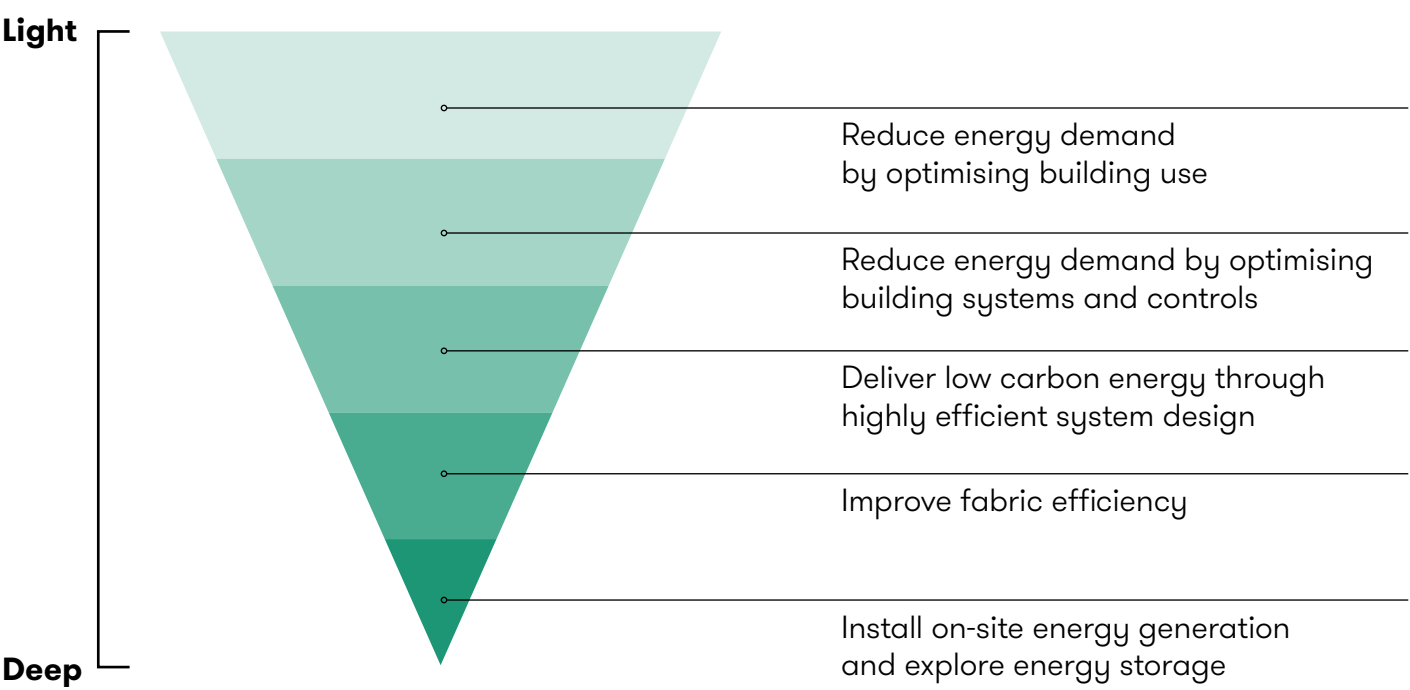 Light
Reduce energy demand
by optimising building use
Reduce energy demand by optimising
building systems and controls
Deliver low carbon energy through
highly efficient system design
Improve fabric efficiency
Install on-site energy generation
and explore energy storage
Deep